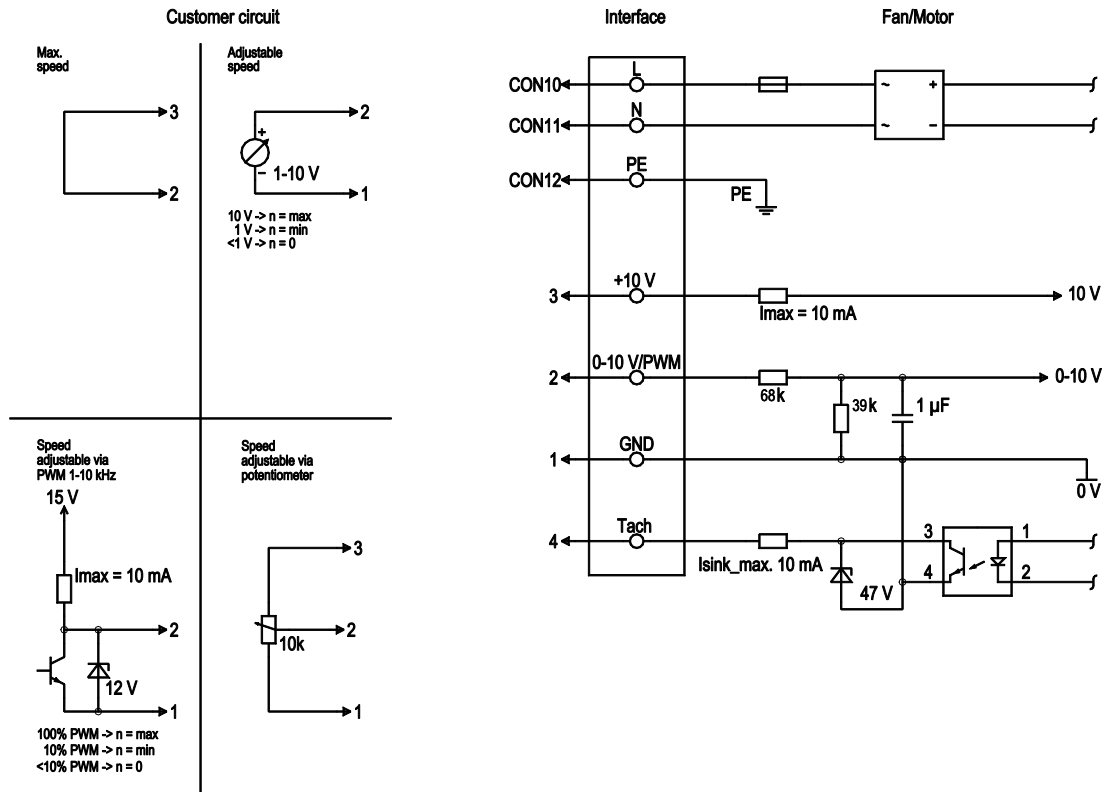 Customer circuit
Interface
Fan/Motor
Max.
speed
3
2
Adjustable
speed
2
+
– 1-10 V
1
10 V -> n = max
1 V -> n = min
<1 V -> n = 0
Speed
adjustable via
PWM 1-10 kHz
15 V
Imax = 10 mA
2
12 V
1
100% PWM -> n = max
10% PWM -> n = min
<10% PWM -> n = 0
Speed
adjustable via
potentiometer
3
2
10k
1
L
CON10
~ +
N
CON11
~ –
PE
CON12
PE
+10 V
3
10 V
Imax = 10 mA
0-10 V/PWM
2
0-10 V
68k
39k
1 µF
GND
1
0 V
Tach
4
3
1
Isink_max. 10 mA
4
2
47 V